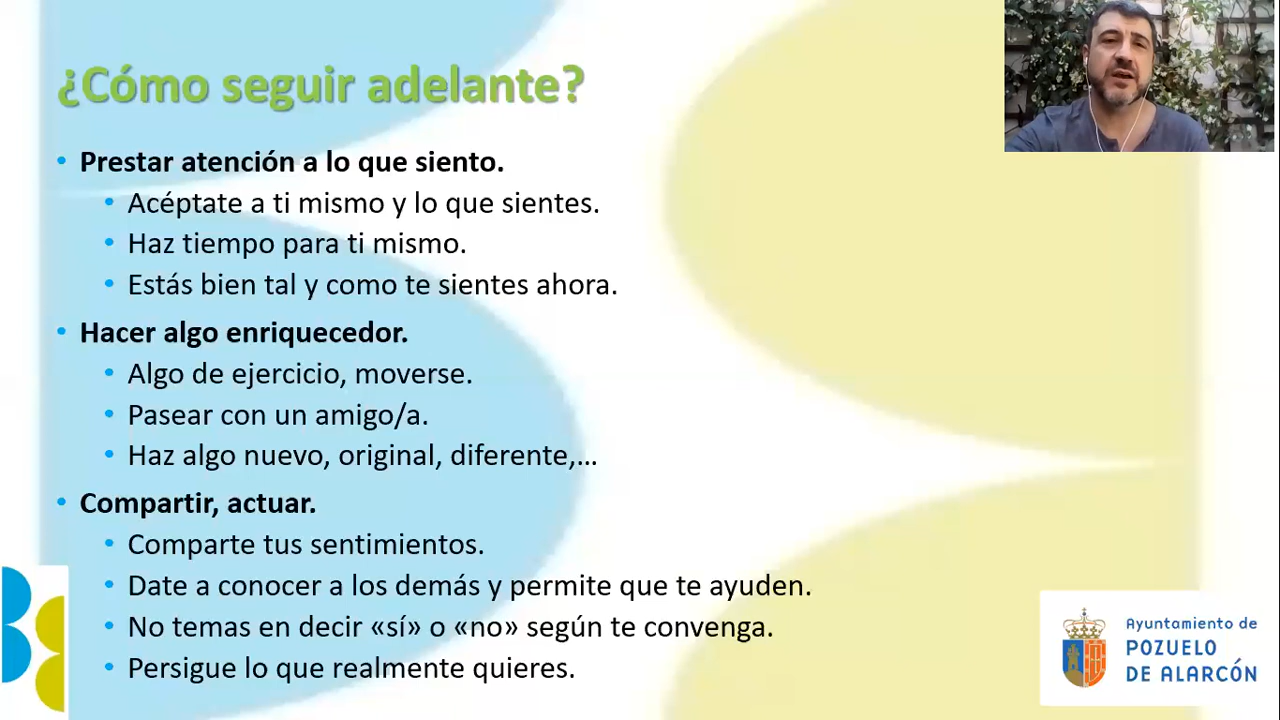 ¿Cómo seguir adelante?
• Prestar atención a lo que siento.
• Acéptate a ti mismo y lo que sientes.
• Haz tiempo para ti mismo.
• Estás bien tal y como te sientes ahora.
• Hacer algo enriquecedor.
• Algo de ejercicio, moverse.
• Pasear con un amigo/a.
• Haz algo nuevo, original, diferente,...
• Compartir, actuar.
• Comparte tus sentimientos.
• Date a conocer a los demás y permite que te ayuden.
• No temas en decir «sí» o «no» según te convenga.
• Persigue lo que realmente quieres.
Ayuntamiento de
POZUELO
DE ALARCÓN